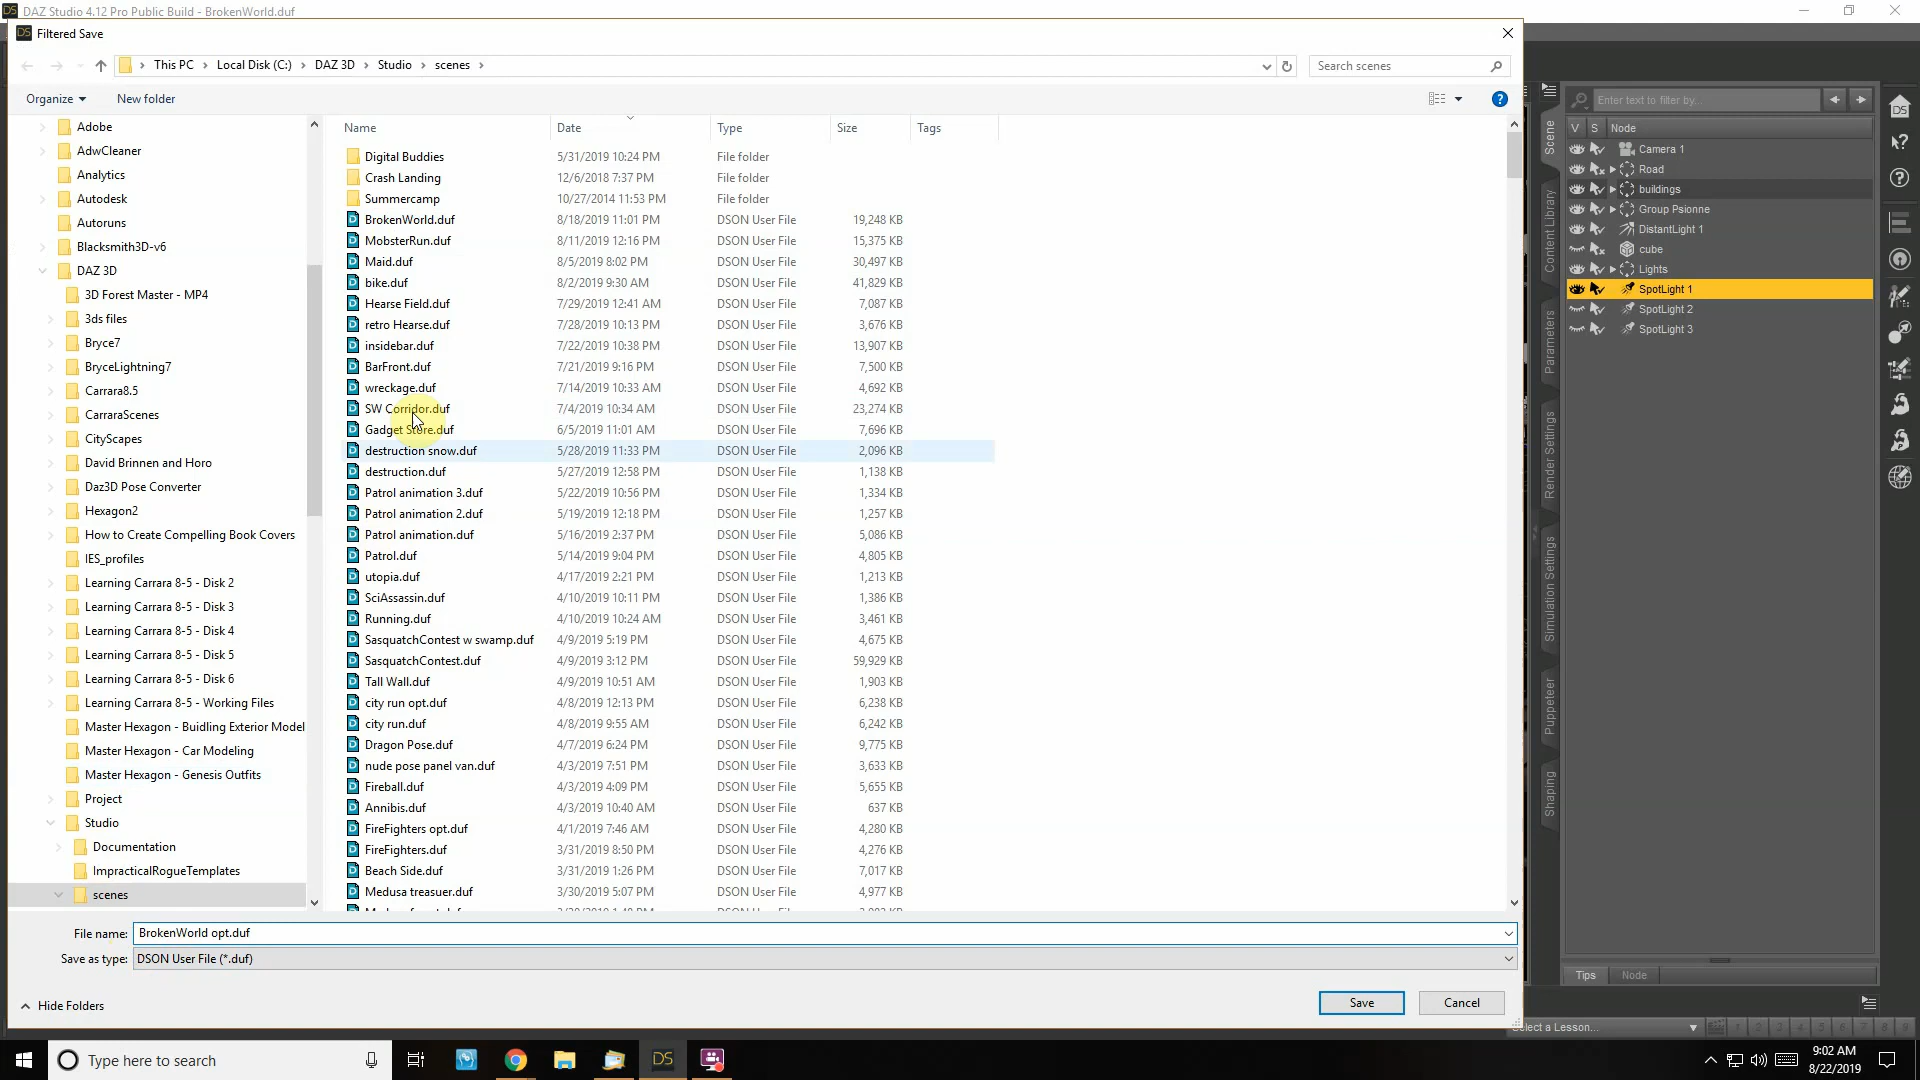 DAZ Studio 4.12 Pro Public Build - BrokenWorld.duf
Filtered Save
This PC > Local Disk (C:) > DAZ 3D > Studio > scenes >
Search scenes
Organize
New folder
Name Date Type Size Tags
Adobe
AdwCleaner
Analytics
Autodesk
Autoruns
Blacksmith3D-v6
DAZ 3D
3D Forest Master - MP4
3ds files
Bryce7
BryceLightning7
Carrara8.5
CarraraScenes
CityScapes
David Brinnen and Horo
Daz3D Pose Converter
Hexagon2
How to Create Compelling Book Covers
IES_profiles
Learning Carrara 8-5 - Disk 2
Learning Carrara 8-5 - Disk 3
Learning Carrara 8-5 - Disk 4
Learning Carrara 8-5 - Disk 5
Learning Carrara 8-5 - Disk 6
Learning Carrara 8-5 - Working Files
Master Hexagon - Buidling Exterior Model
Master Hexagon - Car Modeling
Master Hexagon - Genesis Outfits
Project
Studio
Documentation
ImpracticalRogueTemplates
scenes
Digital Buddies 5/31/2019 10:24 PM File folder
Crash Landing 12/6/2018 7:37 PM File folder
Summercamp 10/27/2014 11:53 PM File folder
BrokenWorld.duf 8/18/2019 11:01 PM DSON User File 19,248 KB
MobsterRun.duf 8/11/2019 12:16 PM DSON User File 15,375 KB
Maid.duf 8/5/2019 8:02 PM DSON User File 30,497 KB
bike.duf 8/2/2019 9:30 AM DSON User File 41,829 KB
Hearse Field.duf 7/29/2019 12:41 AM DSON User File 7,087 KB
retro Hearse.duf 7/28/2019 10:13 PM DSON User File 3,676 KB
insidebar.duf 7/22/2019 10:38 PM DSON User File 13,907 KB
BarFront.duf 7/21/2019 9:16 PM DSON User File 7,500 KB
wreckage.duf 7/14/2019 10:33 AM DSON User File 4,692 KB
SW Corridor.duf 7/4/2019 10:34 AM DSON User File 23,274 KB
Gadget Store.duf 6/5/2019 11:01 AM DSON User File 7,696 KB
destruction snow.duf 5/28/2019 11:33 PM DSON User File 2,096 KB
destruction.duf 5/27/2019 12:58 PM DSON User File 1,138 KB
Patrol animation 3.duf 5/22/2019 10:56 PM DSON User File 1,334 KB
Patrol animation 2.duf 5/19/2019 12:18 PM DSON User File 1,257 KB
Patrol animation.duf 5/16/2019 2:37 PM DSON User File 5,086 KB
Patrol.duf 5/14/2019 9:04 PM DSON User File 4,805 KB
utopia.duf 4/17/2019 2:21 PM DSON User File 1,213 KB
SciAssassin.duf 4/10/2019 10:11 PM DSON User File 1,386 KB
Running.duf 4/10/2019 10:24 AM DSON User File 3,461 KB
SasquatchContest w swamp.duf 4/9/2019 5:19 PM DSON User File 4,675 KB
SasquatchContest.duf 4/9/2019 3:12 PM DSON User File 59,929 KB
Tall Wall.duf 4/9/2019 10:51 AM DSON User File 1,903 KB
city run opt.duf 4/8/2019 12:13 PM DSON User File 6,238 KB
city run.duf 4/8/2019 9:55 AM DSON User File 6,242 KB
Dragon Pose.duf 4/7/2019 6:24 PM DSON User File 9,775 KB
nude pose panel van.duf 4/3/2019 7:51 PM DSON User File 3,633 KB
Fireball.duf 4/3/2019 4:09 PM DSON User File 5,655 KB
Annibis.duf 4/3/2019 10:40 AM DSON User File 637 KB
FireFighters opt.duf 4/1/2019 7:46 AM DSON User File 4,280 KB
FireFighters.duf 3/31/2019 8:50 PM DSON User File 4,276 KB
Beach Side.duf 3/31/2019 1:26 PM DSON User File 7,017 KB
Medusa treasuer.duf 3/30/2019 5:07 PM DSON User File 4,977 KB
File name: BrokenWorld opt.duf
Save as type: DSON User File (*.duf)
Hide Folders
Save
Cancel
Scene
Content Library
Parameters
Render Settings
Simulation Settings
Puppeteer
Shaping
Enter text to filter by...
V S Node
Camera 1
Road
buildings
Group Psionne
DistantLight 1
cube
Lights
SpotLight 1
SpotLight 2
SpotLight 3
Tips Node
Select a Lesson... 1 2 3 4 5 6 7 8 9
Type here to search
9:02 AM
8/22/2019